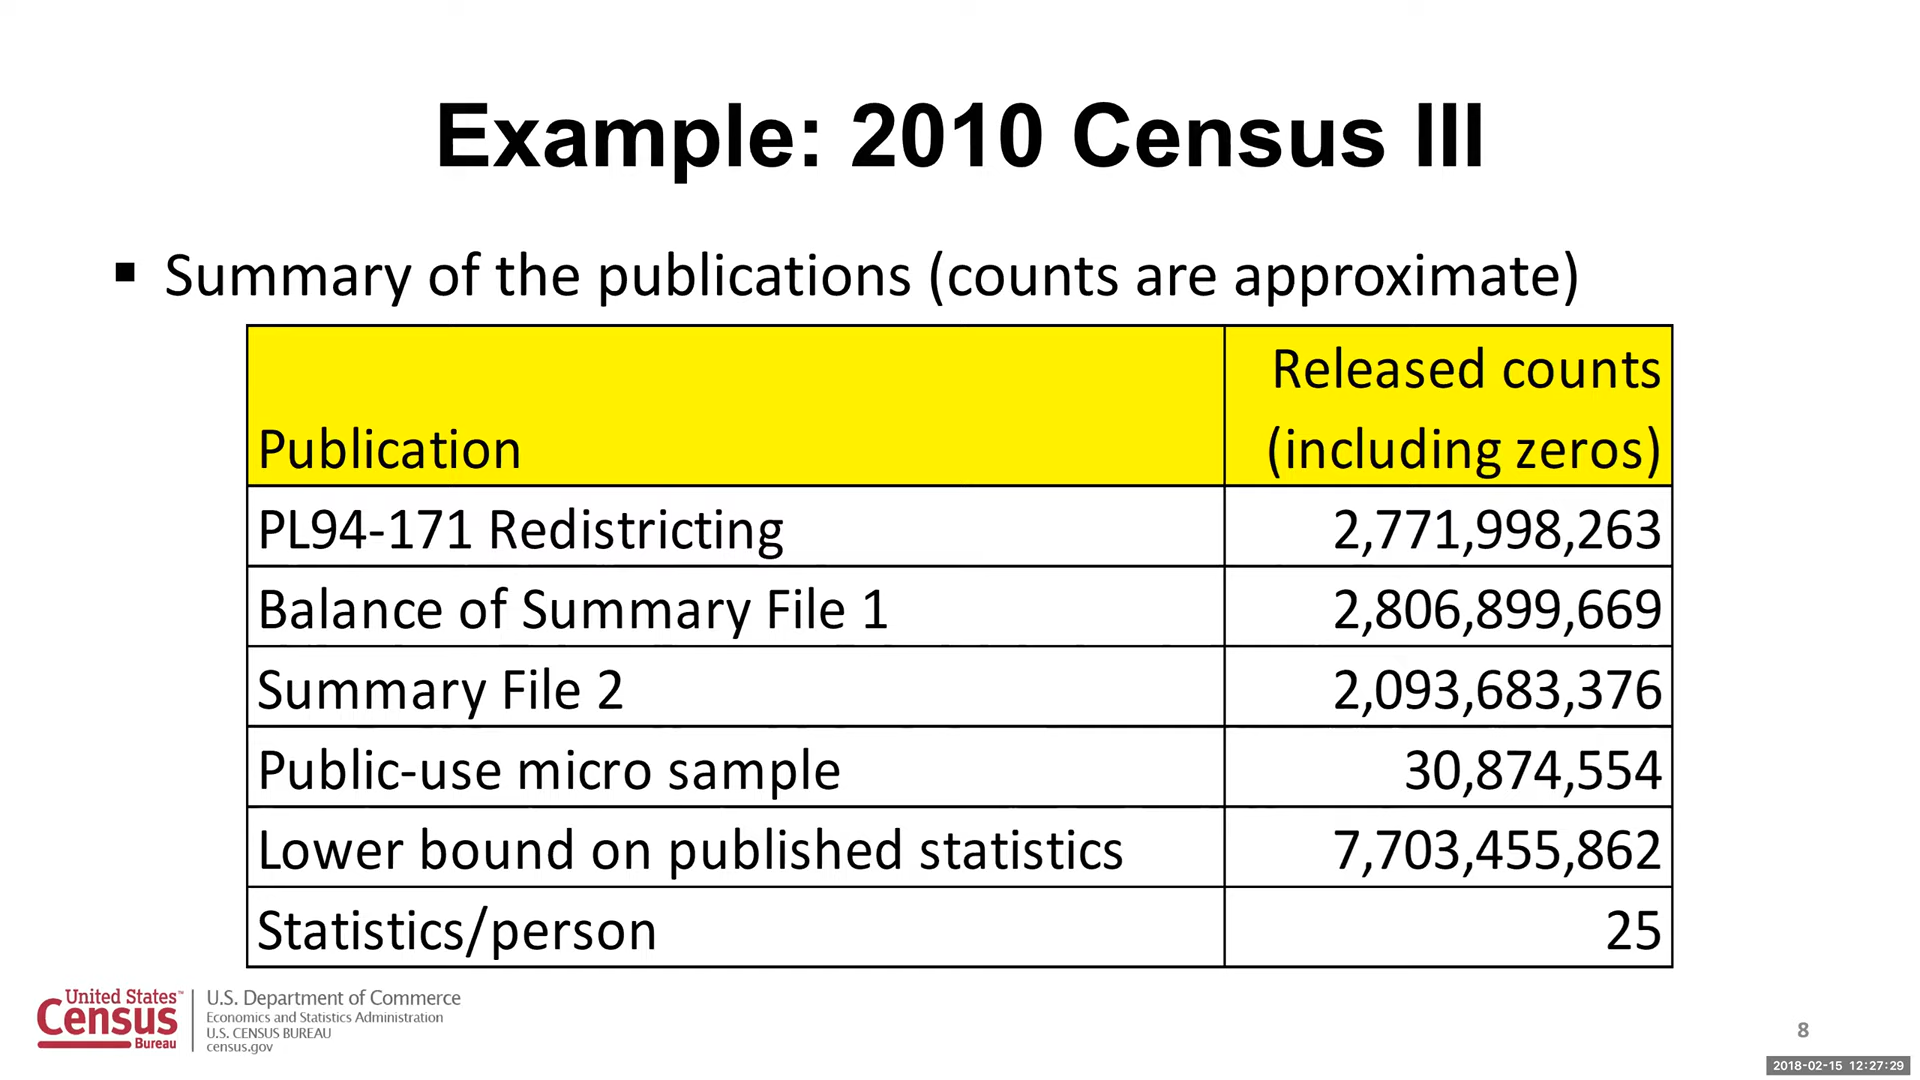 Example: 2010 Census III
▪ Summary of the publications (counts are approximate)
Publication
Released counts
(including zeros)
PL94-171 Redistricting 2,771,998,263
Balance of Summary File 1 2,806,899,669
Summary File 2 2,093,683,376
Public-use micro sample 30,874,554
Lower bound on published statistics 7,703,455,862
Statistics/person 25
United States™
Census
Bureau
U.S. Department of Commerce
Economics and Statistics Administration
U.S. CENSUS BUREAU
census.gov
8
2018-02-15 12:27:29